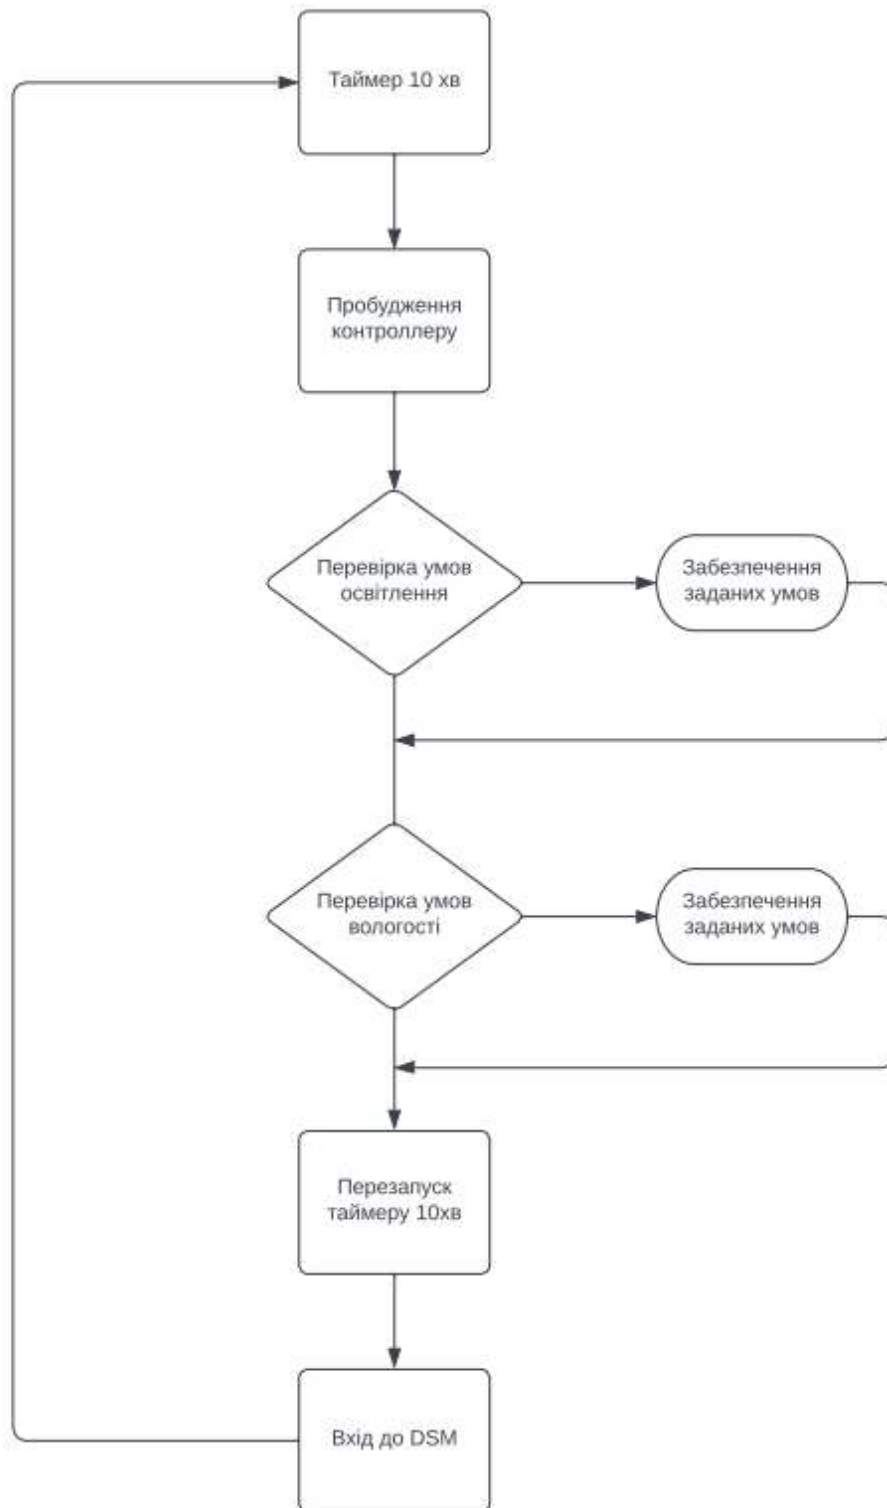 Таймер 10 хв
Пробудження
контроллеру
Перевірка умов
освітлення
Забезпечення
заданих умов
Перевірка умов
вологості
Забезпечення
заданих умов
Перезапуск
таймеру 10хв
Вхід до DSM